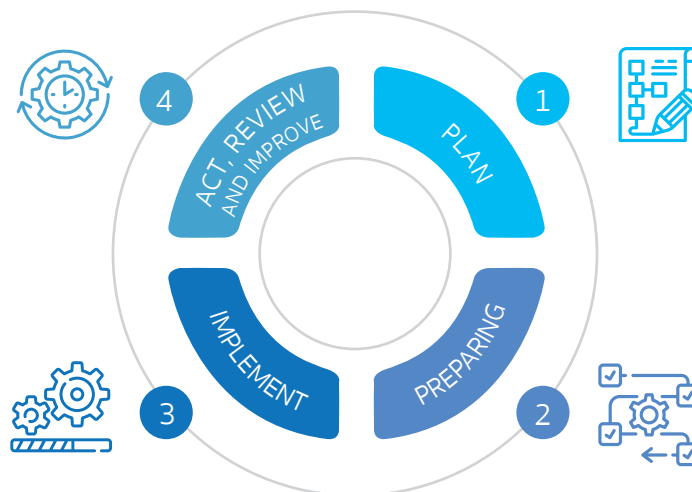 1
PLAN
2
PREPARING
3
IMPLEMENT
4
ACT, REVIEW
AND IMPROVE